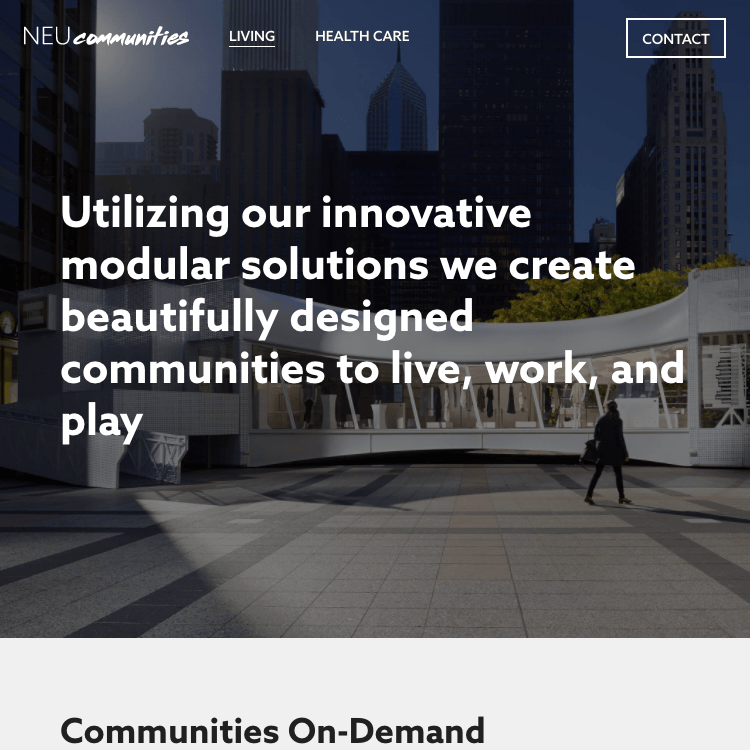 NEU communities
LIVING
HEALTH CARE
CONTACT
Utilizing our innovative
modular solutions we create
beautifully designed
communities to live, work, and
play
Communities On-Demand